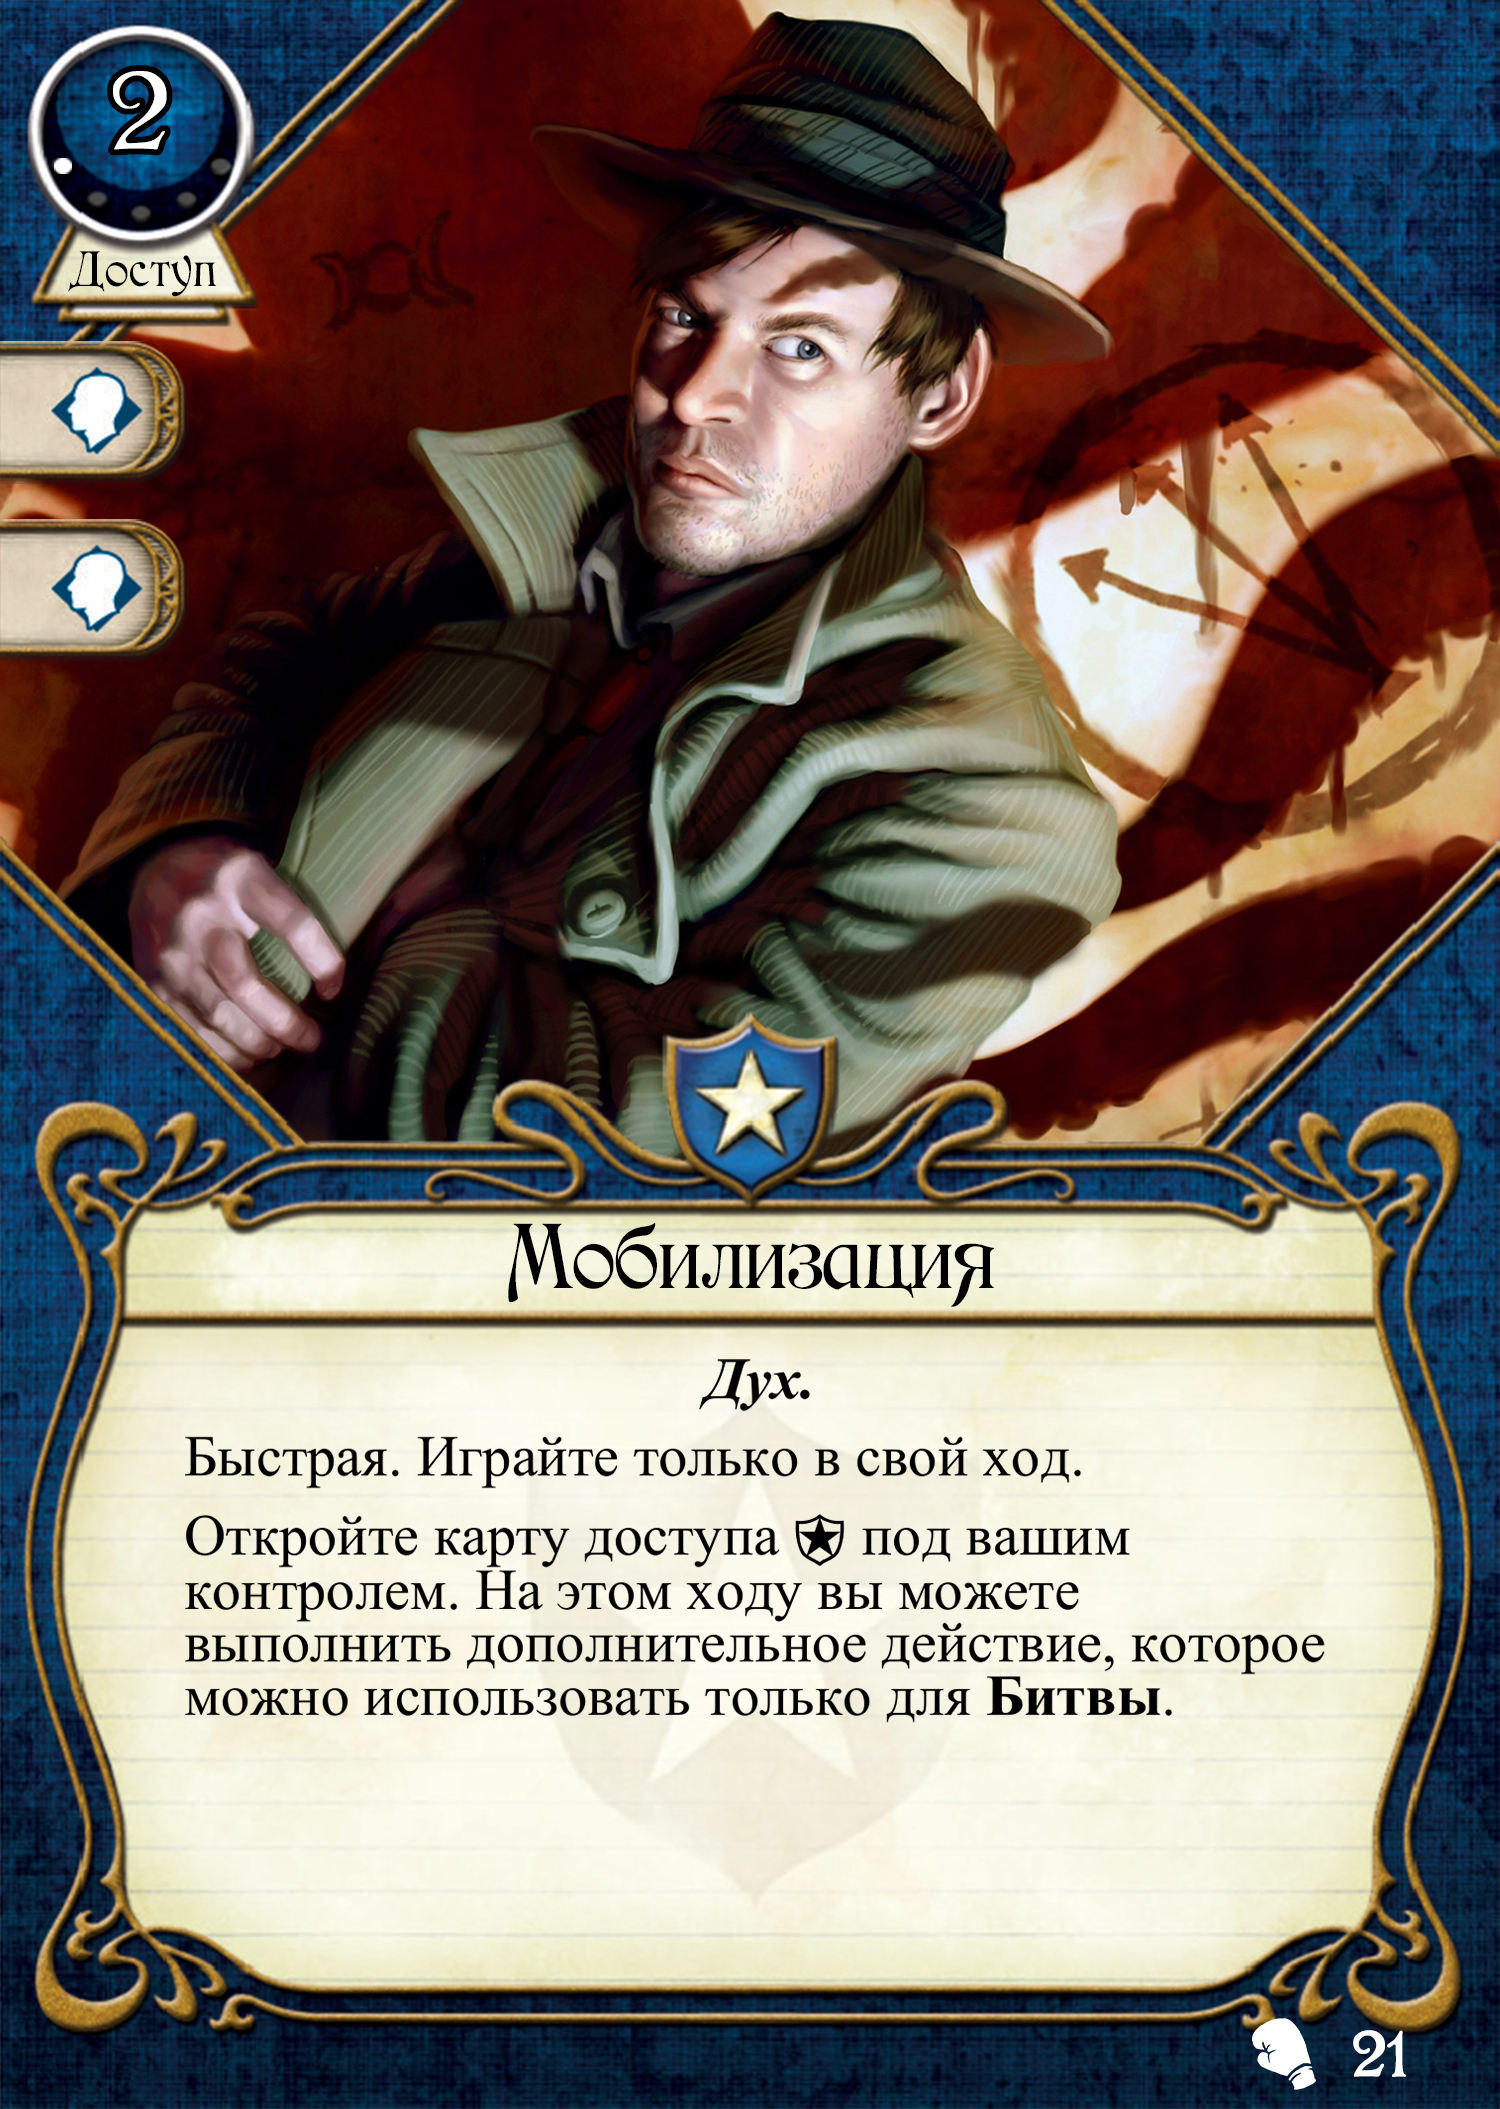 2
Доступ
Мобилизация
Дух.
Быстрая. Играйте только в свой ход.
Откройте карту доступа под вашим
контролем. На этом ходу вы можете
выполнить дополнительное действие, которое
можно использовать только для Битвы.
21